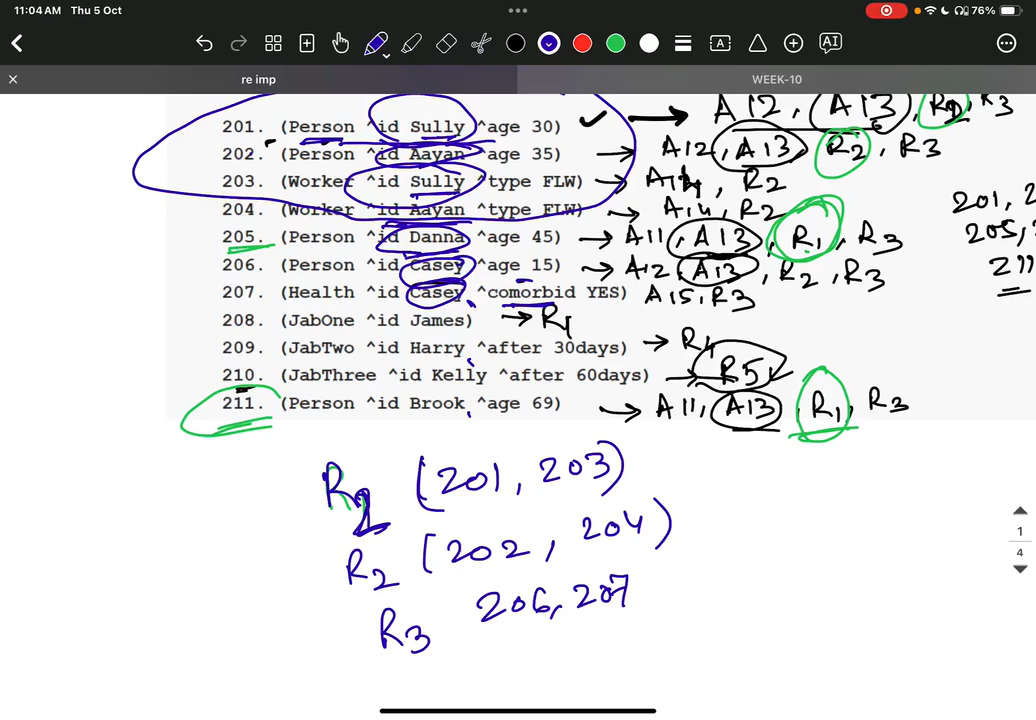 11:04 AM Thu 5 Oct
76%
re imp
WEEK-10
A12, A13, R2, R3
201. (Person ^id Sully ^age 30)
202. (Person ^id Aayan ^age 35) → A12, A13, R2, R3
203. (Worker ^id Sully ^type FLW) → A14, R2
204. (Worker ^id Aayan ^type FLW) → A14, R2
201, 2
205. (Person ^id Danna ^age 45) → A11, A13, R1, R3
205,
206. (Person ^id Casey ^age 15) → A12, A13, R2, R3
211
207. (Health ^id Casey ^comorbid YES) A15, R3
208. (JabOne ^id James) → R4
209. (JabTwo ^id Harry ^after 30days) → R4
210. (JabThree ^id Kelly ^after 60days) → R5
211. (Person ^id Brook ^age 69) → A11, A13, R1, R3
R2 (201, 203)
R2 (202, 204)
R3 206, 207
1
4